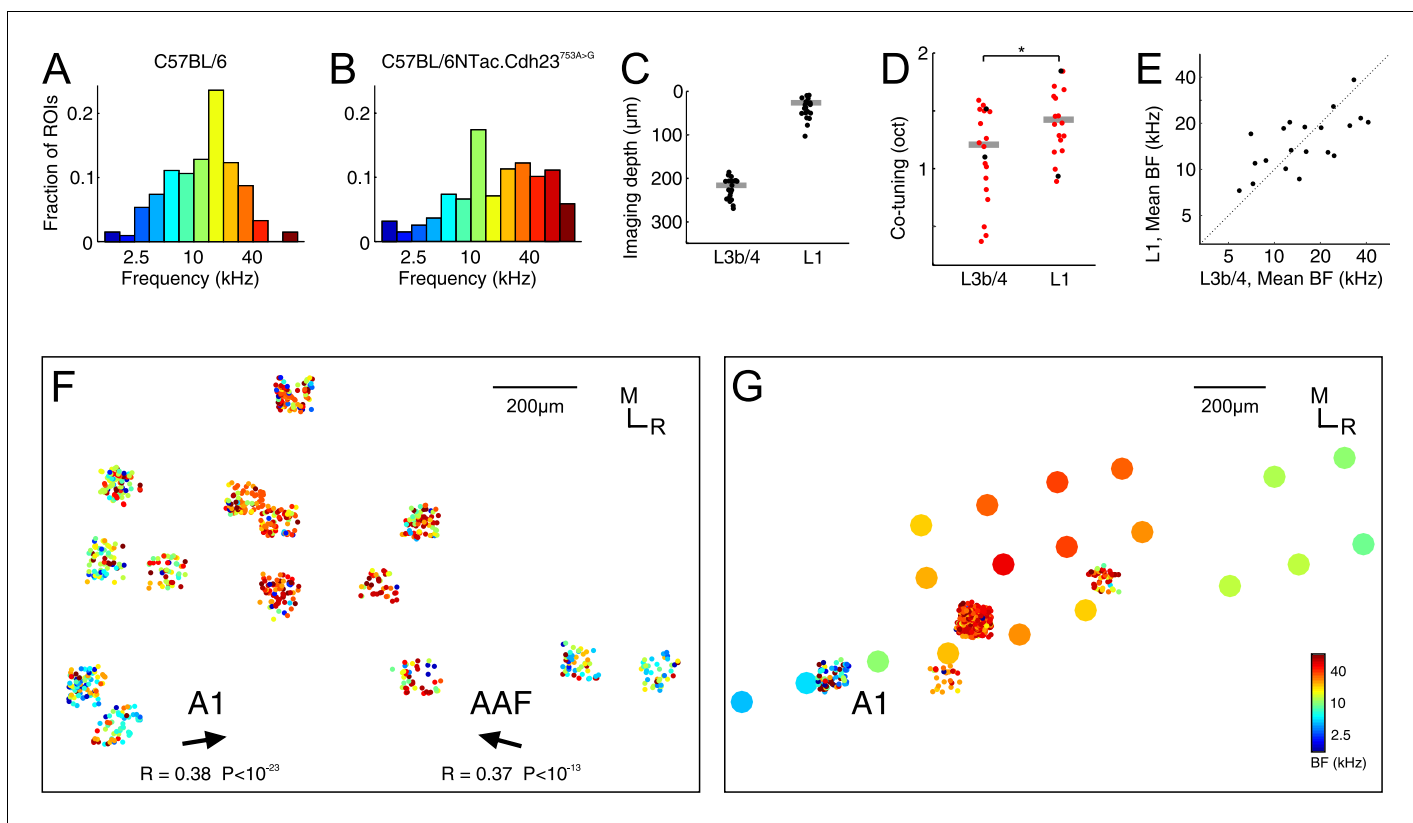 A
C57BL/6
Fraction of ROIs
0.2
0.1
0
2.5 10 40
Frequency (kHz)
B
C57BL/6NTac.Cdh23^753A>G
0.2
0.1
0
2.5 10 40
Frequency (kHz)
C
Imaging depth (µm)
0
100
200
300
L3b/4 L1
D
Co-tuning (oct)
2
1
*
L3b/4 L1
E
L1, Mean BF (kHz)
40
20
10
5
5 10 20 40
L3b/4, Mean BF (kHz)
F
200µm
M
R
A1
AAF
R = 0.38 P<10^-23
R = 0.37 P<10^-13
G
200µm
M
R
A1
40
10
2.5
BF (kHz)